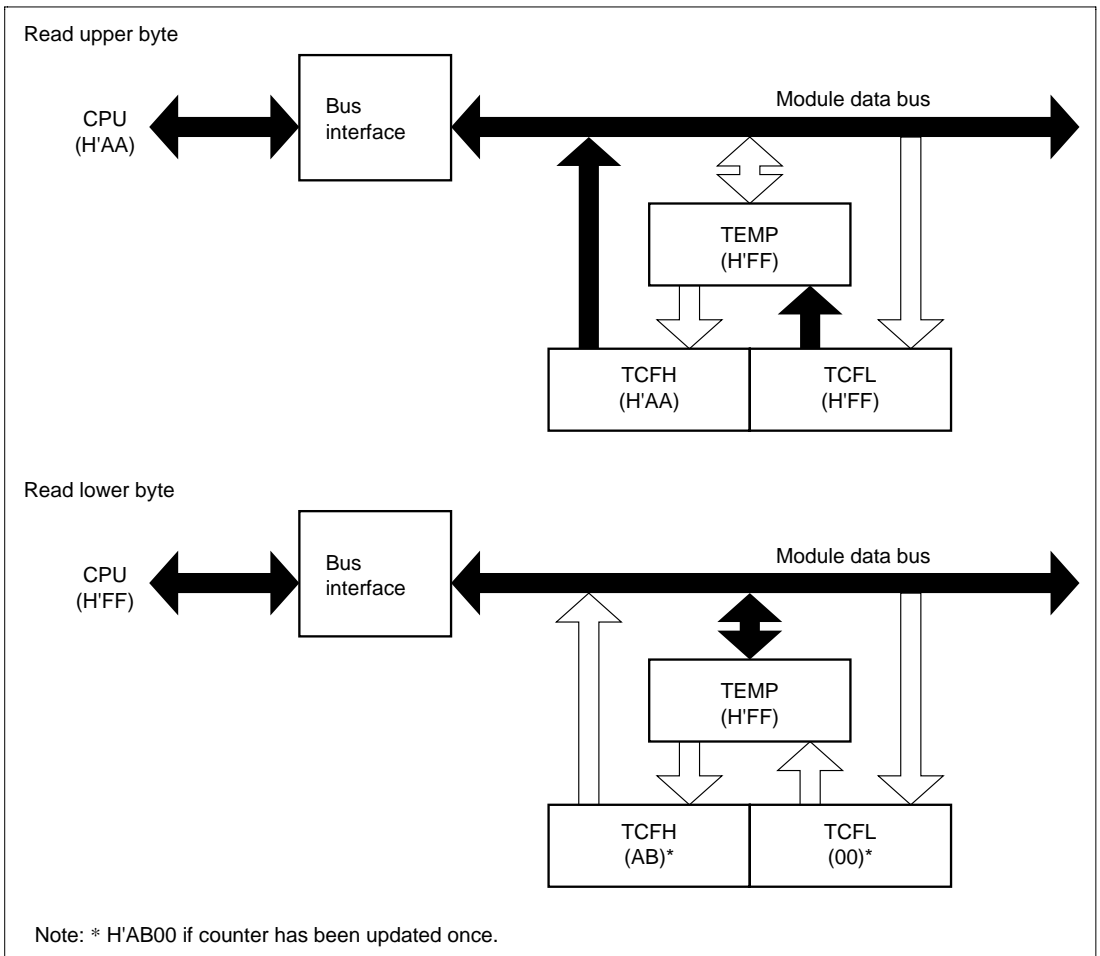 Read upper byte
CPU
(H'AA)
Bus
interface
Module data bus
TEMP
(H'FF)
TCFH
(H'AA)
TCFL
(H'FF)
Read lower byte
CPU
(H'FF)
Bus
interface
Module data bus
TEMP
(H'FF)
TCFH
(AB)*
TCFL
(00)*
Note: * H'AB00 if counter has been updated once.